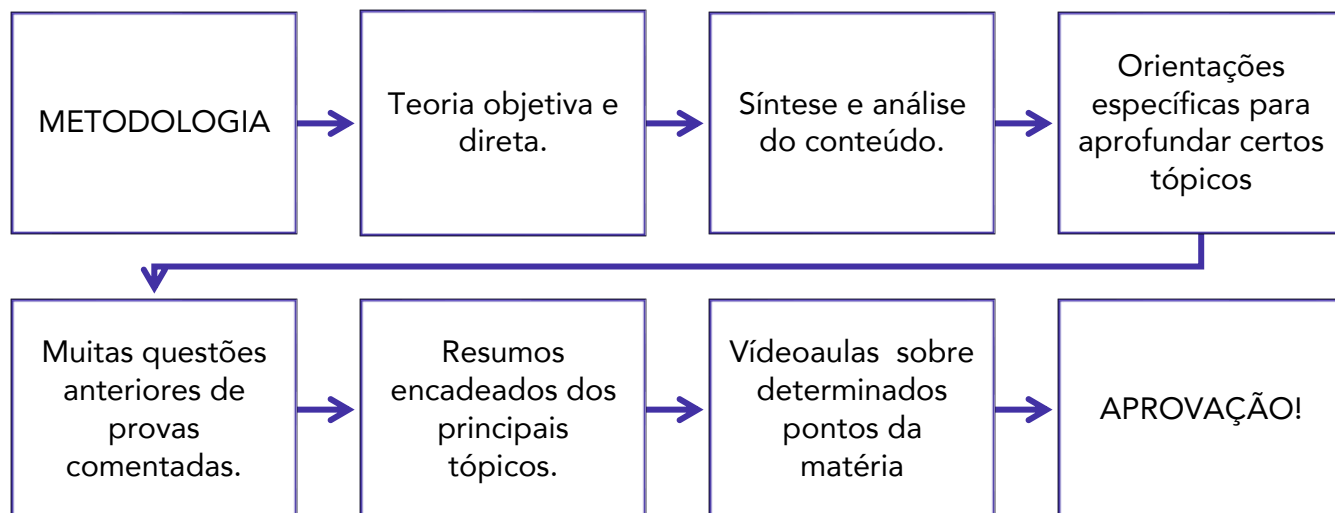 METODOLOGIA
Teoria objetiva e
direta.
Síntese e análise
do conteúdo.
Orientações
específicas para
aprofundar certos
tópicos
Muitas questões
anteriores de
provas
comentadas.
Resumos
encadeados dos
principais
tópicos.
Vídeoaulas sobre
determinados
pontos da
matéria
APROVAÇÃO!